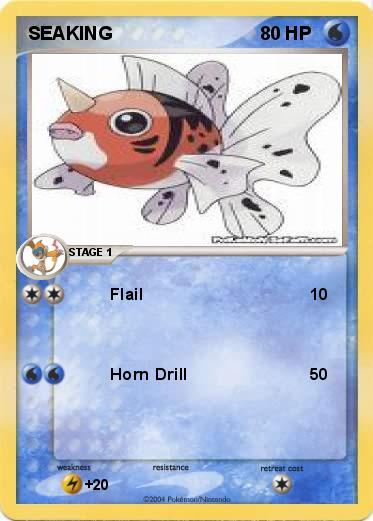 SEAKING 80 HP
STAGE 1
Flail 10
Horn Drill 50
weakness resistance retreat cost
+20
©2004 Pokémon/Nintendo